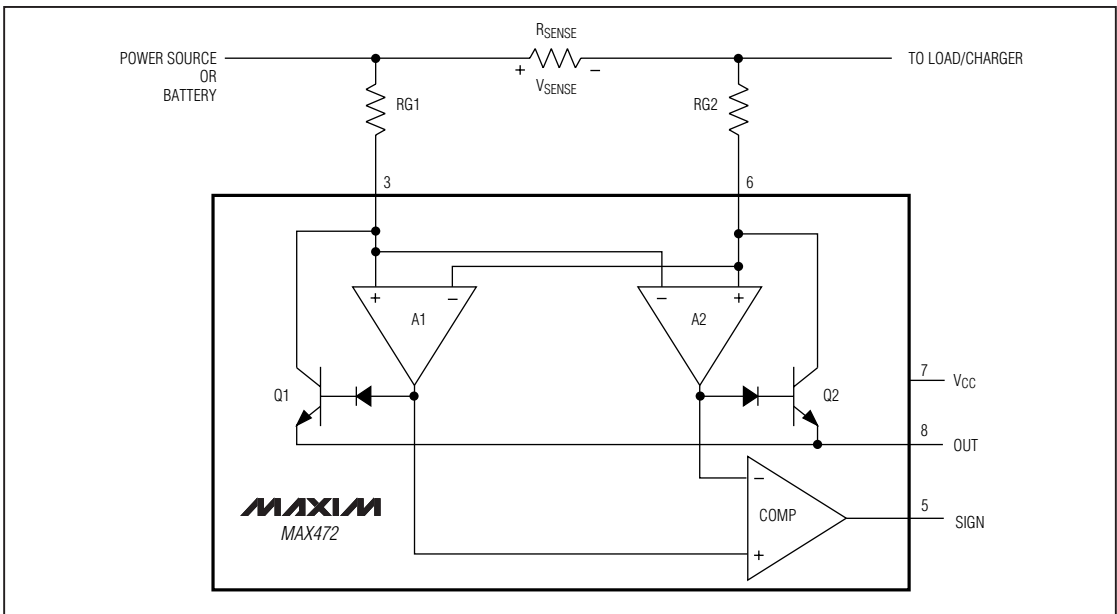 RSENSE
POWER SOURCE
OR
BATTERY
+ VSENSE −
TO LOAD/CHARGER
RG1
RG2
3
6
+ −
− +
A1
A2
7
VCC
Q1
Q2
8
OUT
−
MAXIM
MAX472
COMP
5
SIGN
+